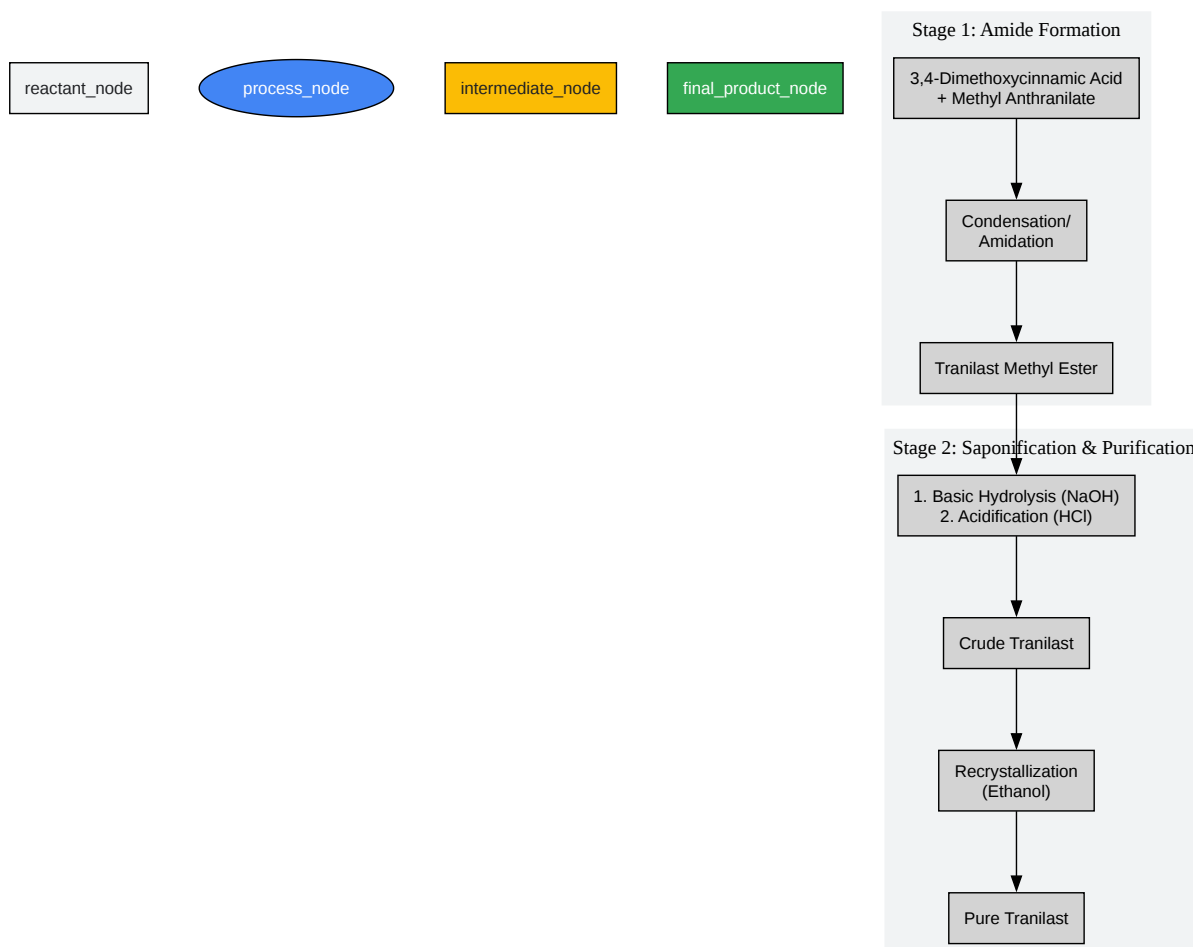 Stage 1: Amide Formation
reactant_node
process_node
intermediate_node
final_product_node
3,4-Dimethoxycinnamic Acid
+ Methyl Anthranilate
Condensation/
Amidation
Tranilast Methyl Ester
Stage 2: Saponification & Purification
1. Basic Hydrolysis (NaOH)
2. Acidification (HCl)
Crude Tranilast
Recrystallization
(Ethanol)
Pure Tranilast